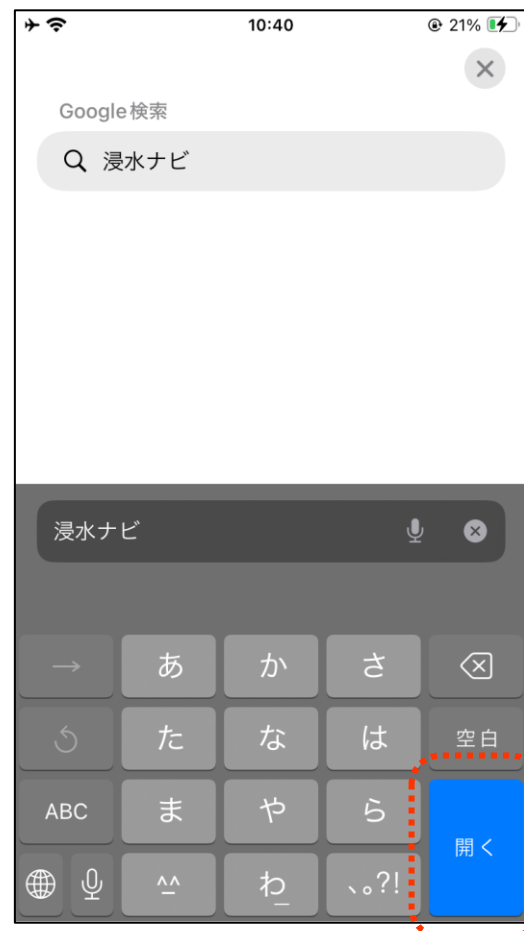 10:40 21%
Google検索
浸水ナビ
浸水ナビ
→ あ か さ
た な は 空白
ABC ま や ら 開く
^^ わ_ 、。?!